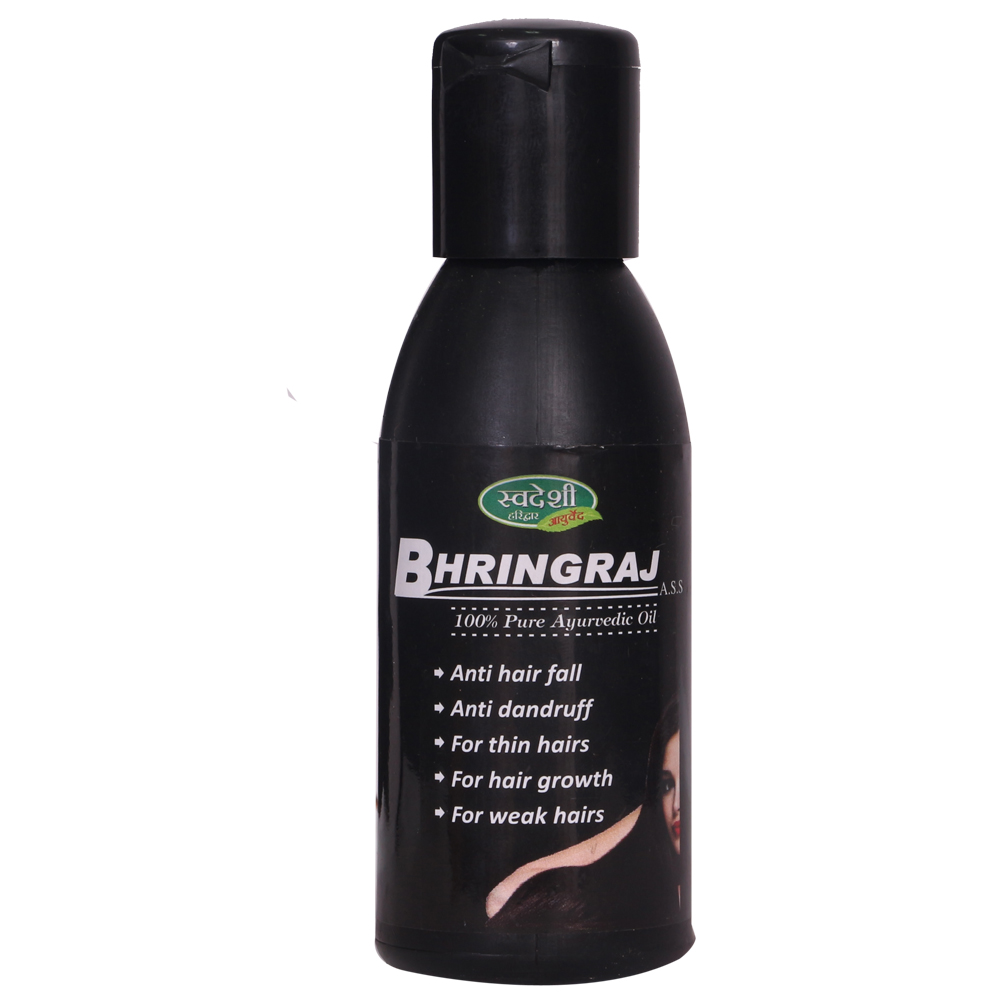 स्वदेशी
हरिद्वार
आयुर्वेद
BHRINGRAJ
A.S.S
100% Pure Ayurvedic Oil
Anti hair fall
Anti dandruff
For thin hairs
For hair growth
For weak hairs